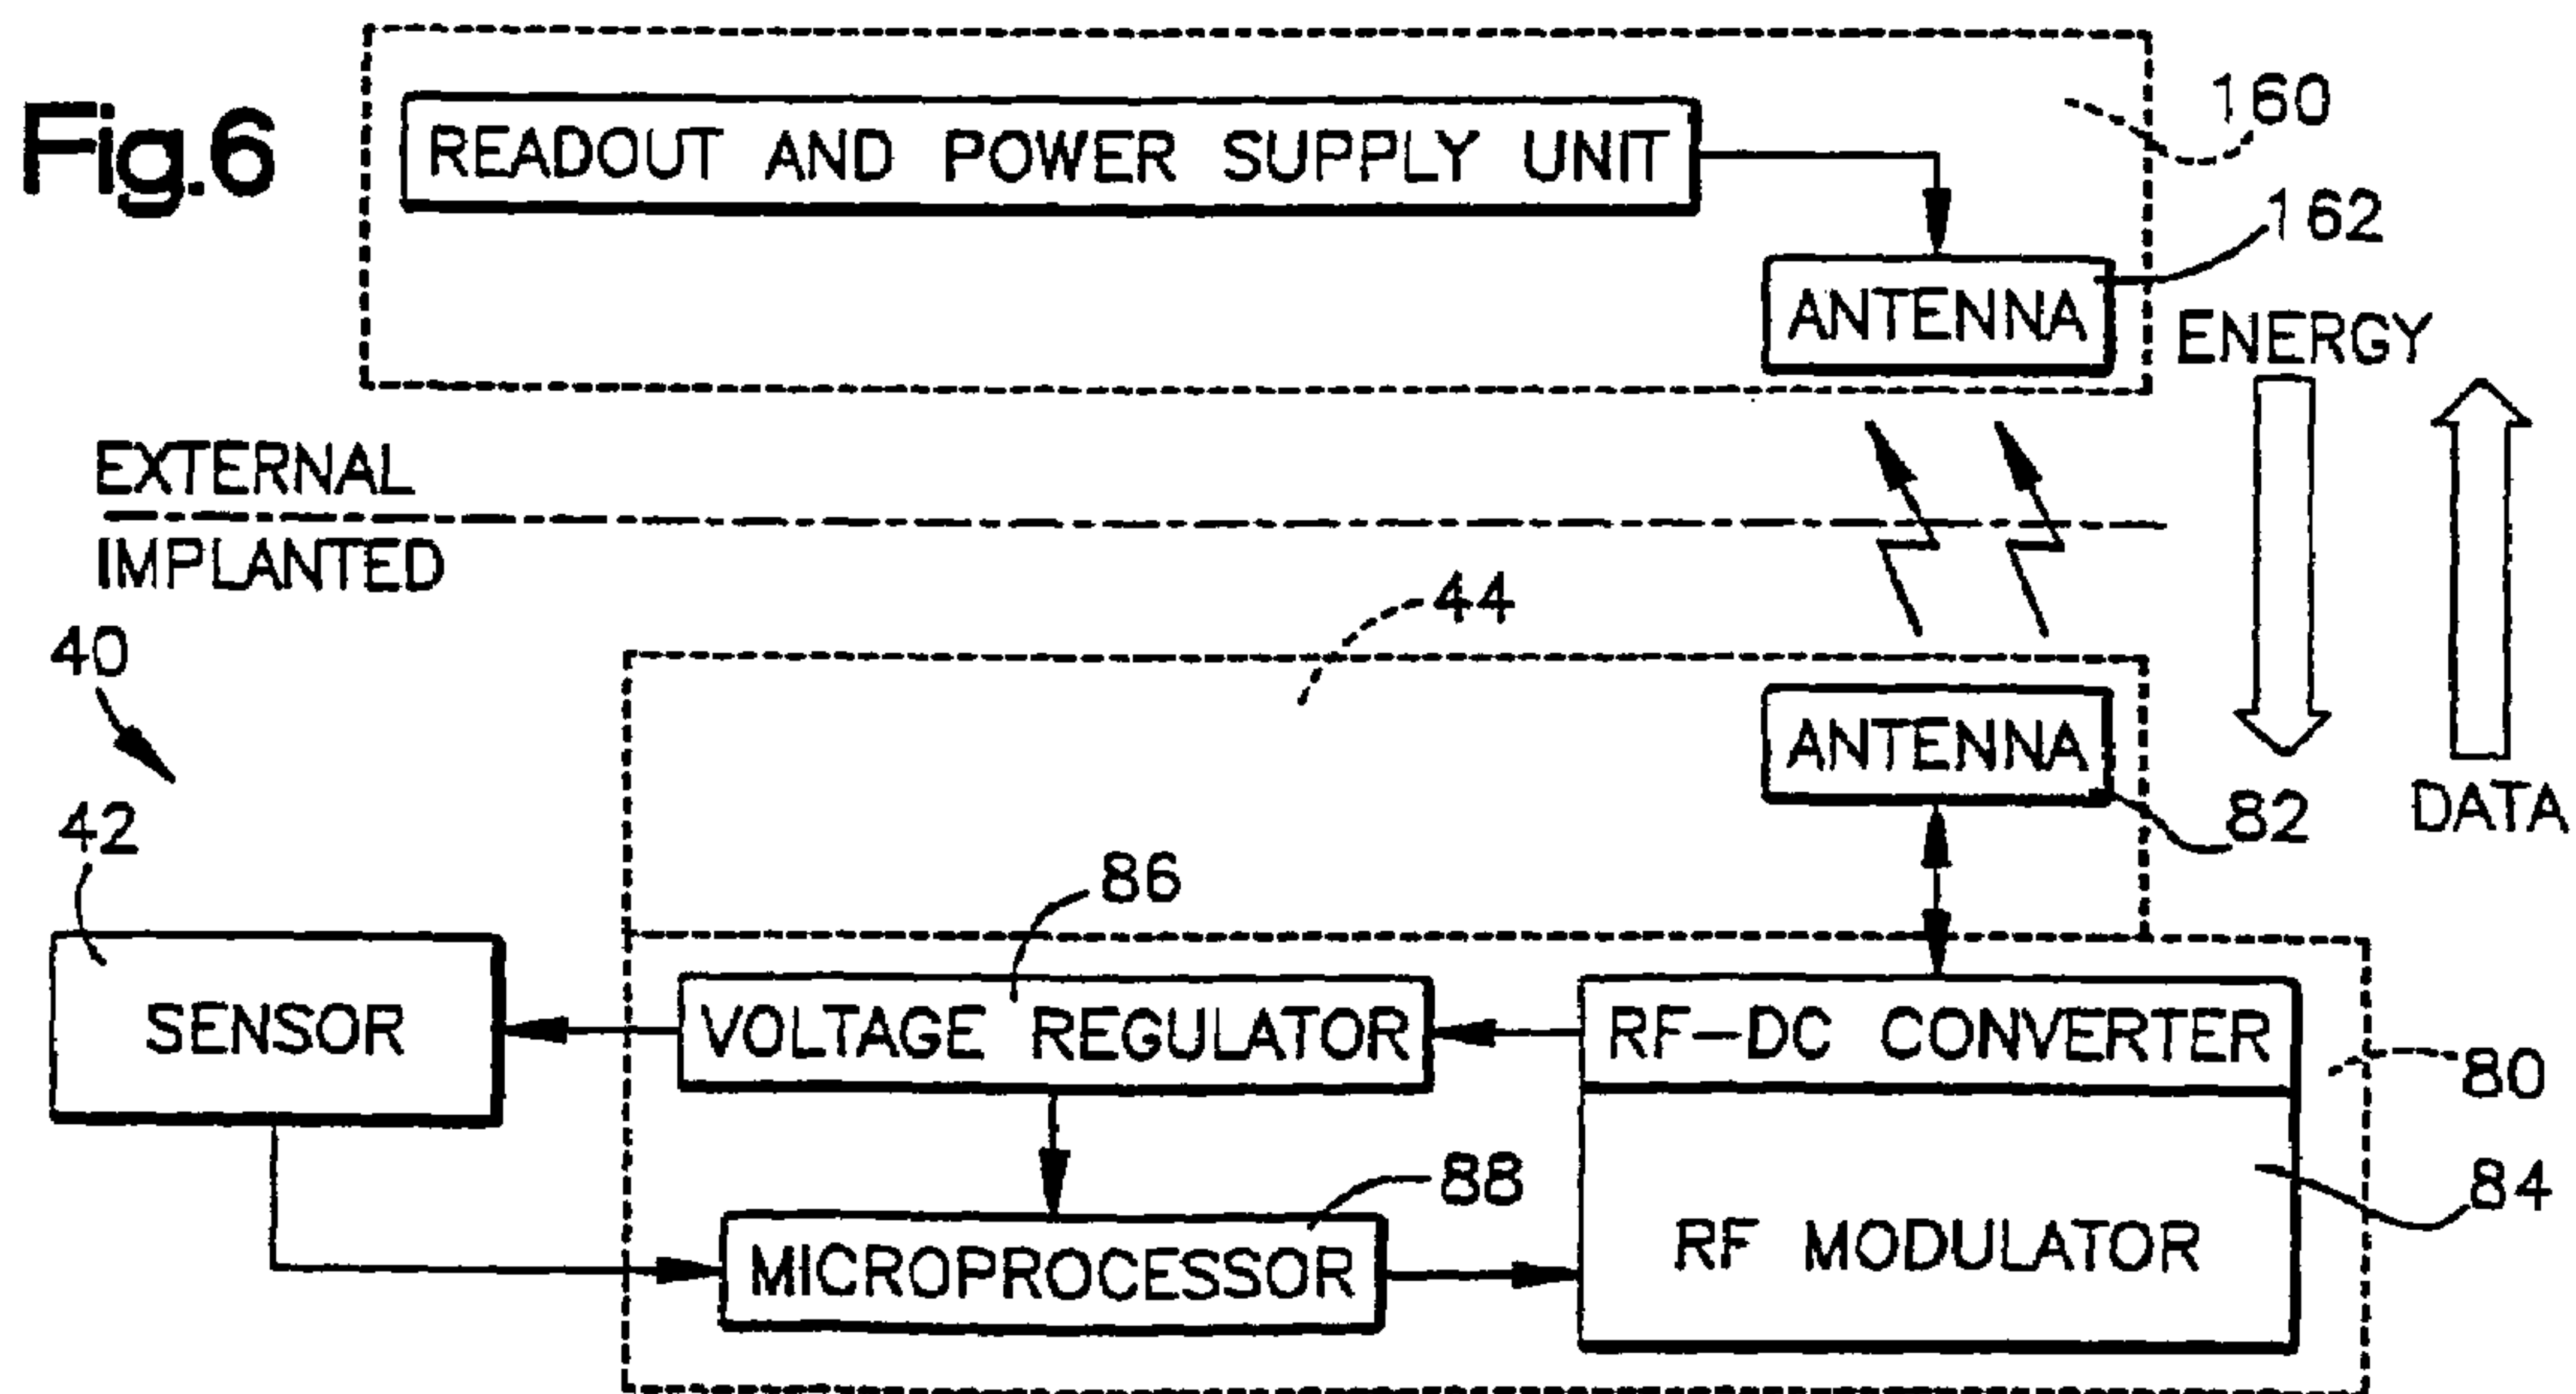 Fig.6
READOUT AND POWER SUPPLY UNIT
160
162
ANTENNA
ENERGY
EXTERNAL
IMPLANTED
44
40
ANTENNA
82
DATA
42
86
SENSOR
VOLTAGE REGULATOR
RF-DC CONVERTER
80
88
84
MICROPROCESSOR
RF MODULATOR